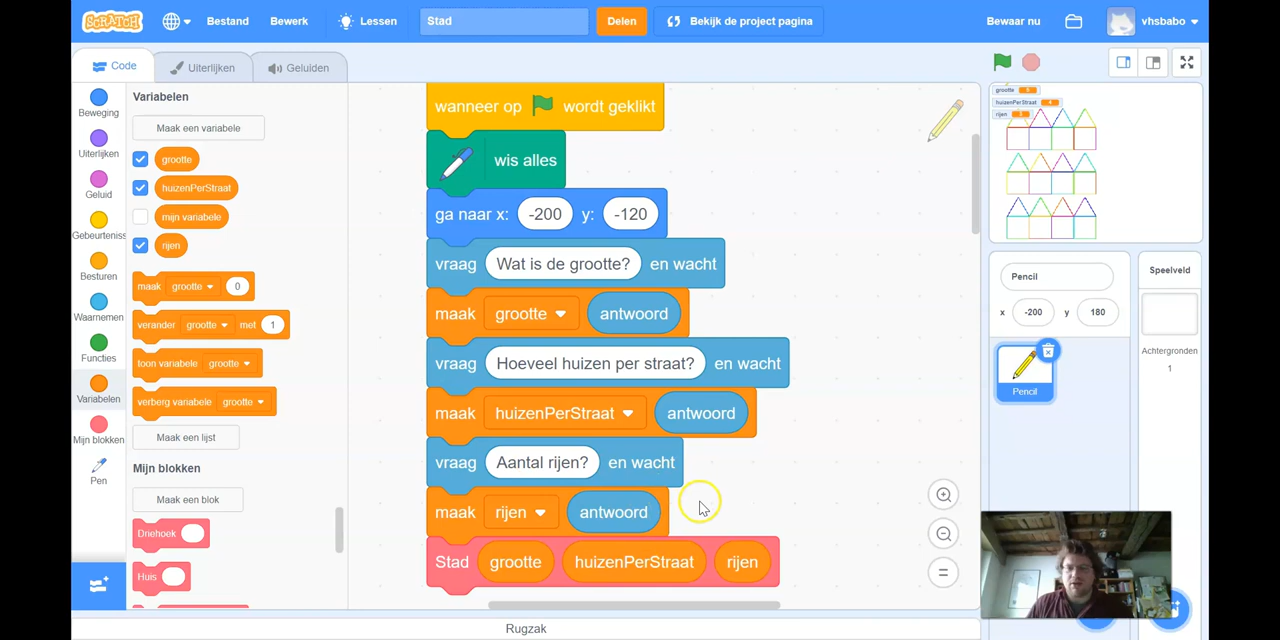 SCRATCH
Bestand
Bewerk
Lessen
Stad
Delen
Bekijk de project pagina
Bewaar nu
vhsbabo
Code
Uiterlijken
Geluiden
Beweging
Uiterlijken
Geluid
Gebeurtenis
Besturen
Waarnemen
Functies
Variabelen
Mijn blokken
Pen
Variabelen
Maak een variabele
grootte
huizenPerStraat
mijn variabele
rijen
maak grootte 0
verander grootte met 1
toon variabele grootte
verberg variabele grootte
Maak een lijst
Mijn blokken
Maak een blok
Driehoek
Huis
wanneer op wordt geklikt
wis alles
ga naar x: -200 y: -120
vraag Wat is de grootte? en wacht
maak grootte antwoord
vraag Hoeveel huizen per straat? en wacht
maak huizenPerStraat antwoord
vraag Aantal rijen? en wacht
maak rijen antwoord
Stad grootte huizenPerStraat rijen
grootte
huizenPerStraat
rijen
Pencil
x -200 y 180
Pencil
Speelveld
Achtergronden
1
Rugzak